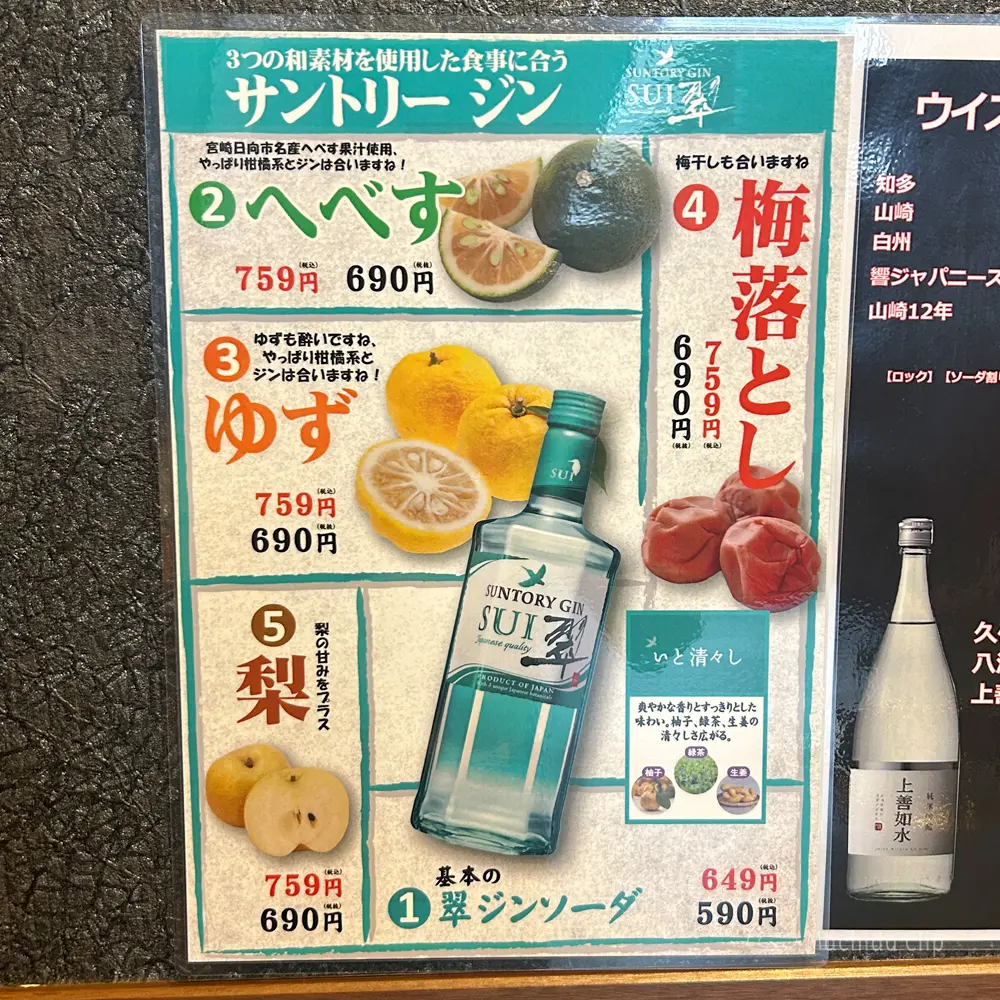 3つの和素材を使用した食事に合う
サントリー ジン
SUNTORY GIN
SUI 翠
宮崎日向市名産へべす果汁使用、
やっぱり柑橘系とジンは合いますね！
2 へべす
759円(税込) 690円(税抜)
3 ゆずも酔いですね、
やっぱり柑橘系と
ジンは合いますね！
ゆず
759円(税込)
690円(税抜)
梅干しも合いますね
4 梅落とし
759円(税込)
690円(税抜)
5 梨
梨の甘みをプラス
759円(税込)
690円(税抜)
SUI
SUNTORY GIN
SUI 翠
Japanese quality
PRODUCT OF JAPAN
いと清々し
爽やかな香りとすっきりとした
味わい。柚子、緑茶、生姜の
清々しさ広がる。
緑茶
柚子 生姜
基本の
1 翠ジンソーダ
649円(税込)
590円(税抜)
ウイス
知多
山崎
白州
響ジャパニーズ
山崎12年
【ロック】【ソーダ割り
久
八
上善
上善如水